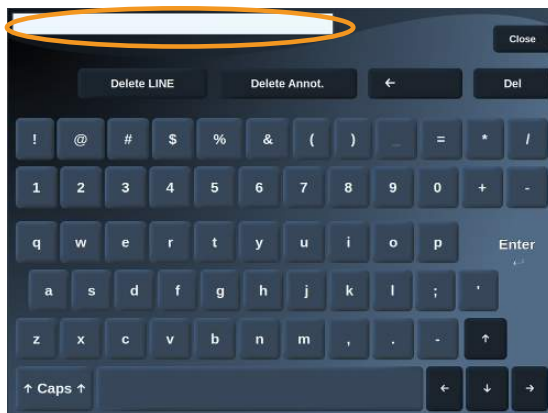 Close
Delete LINE Delete Annot. ← Del
! @ # $ % & ( ) _ = * /
1 2 3 4 5 6 7 8 9 0 + -
q w e r t y u i o p Enter ↵
a s d f g h j k l ; '
z x c v b n m , . - ↑
↑ Caps ↑ ← ↓ →